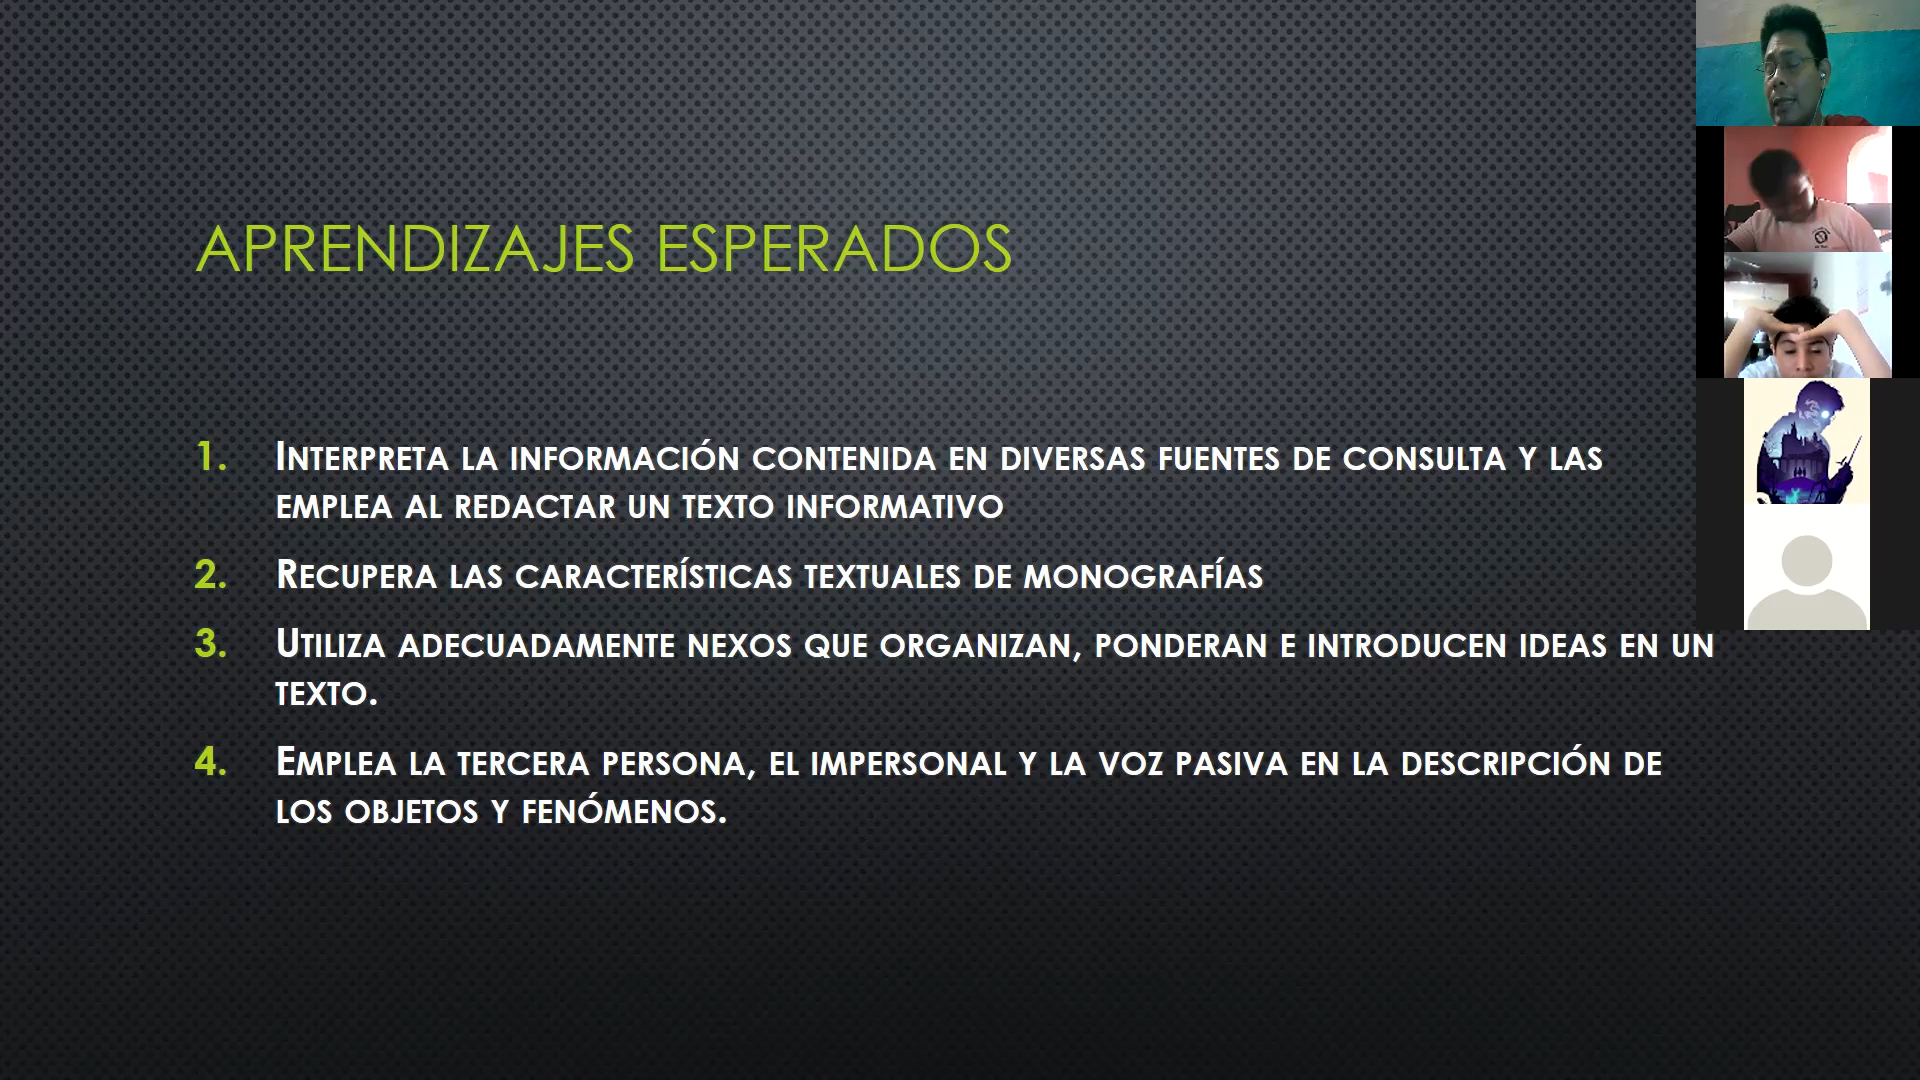 APRENDIZAJES ESPERADOS
1. INTERPRETA LA INFORMACIÓN CONTENIDA EN DIVERSAS FUENTES DE CONSULTA Y LAS
EMPLEA AL REDACTAR UN TEXTO INFORMATIVO
2. RECUPERA LAS CARACTERÍSTICAS TEXTUALES DE MONOGRAFÍAS
3. UTILIZA ADECUADAMENTE NEXOS QUE ORGANIZAN, PONDERAN E INTRODUCEN IDEAS EN UN
TEXTO.
4. EMPLEA LA TERCERA PERSONA, EL IMPERSONAL Y LA VOZ PASIVA EN LA DESCRIPCIÓN DE
LOS OBJETOS Y FENÓMENOS.